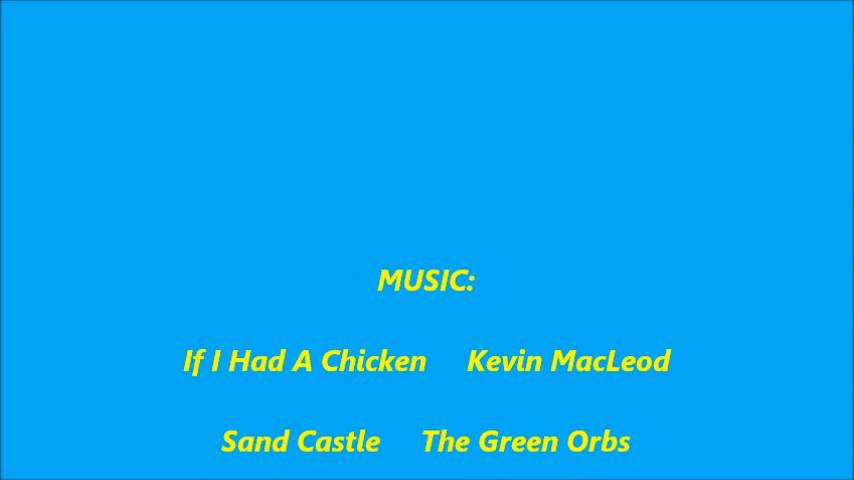 MUSIC:
If I Had A Chicken Kevin MacLeod
Sand Castle The Green Orbs